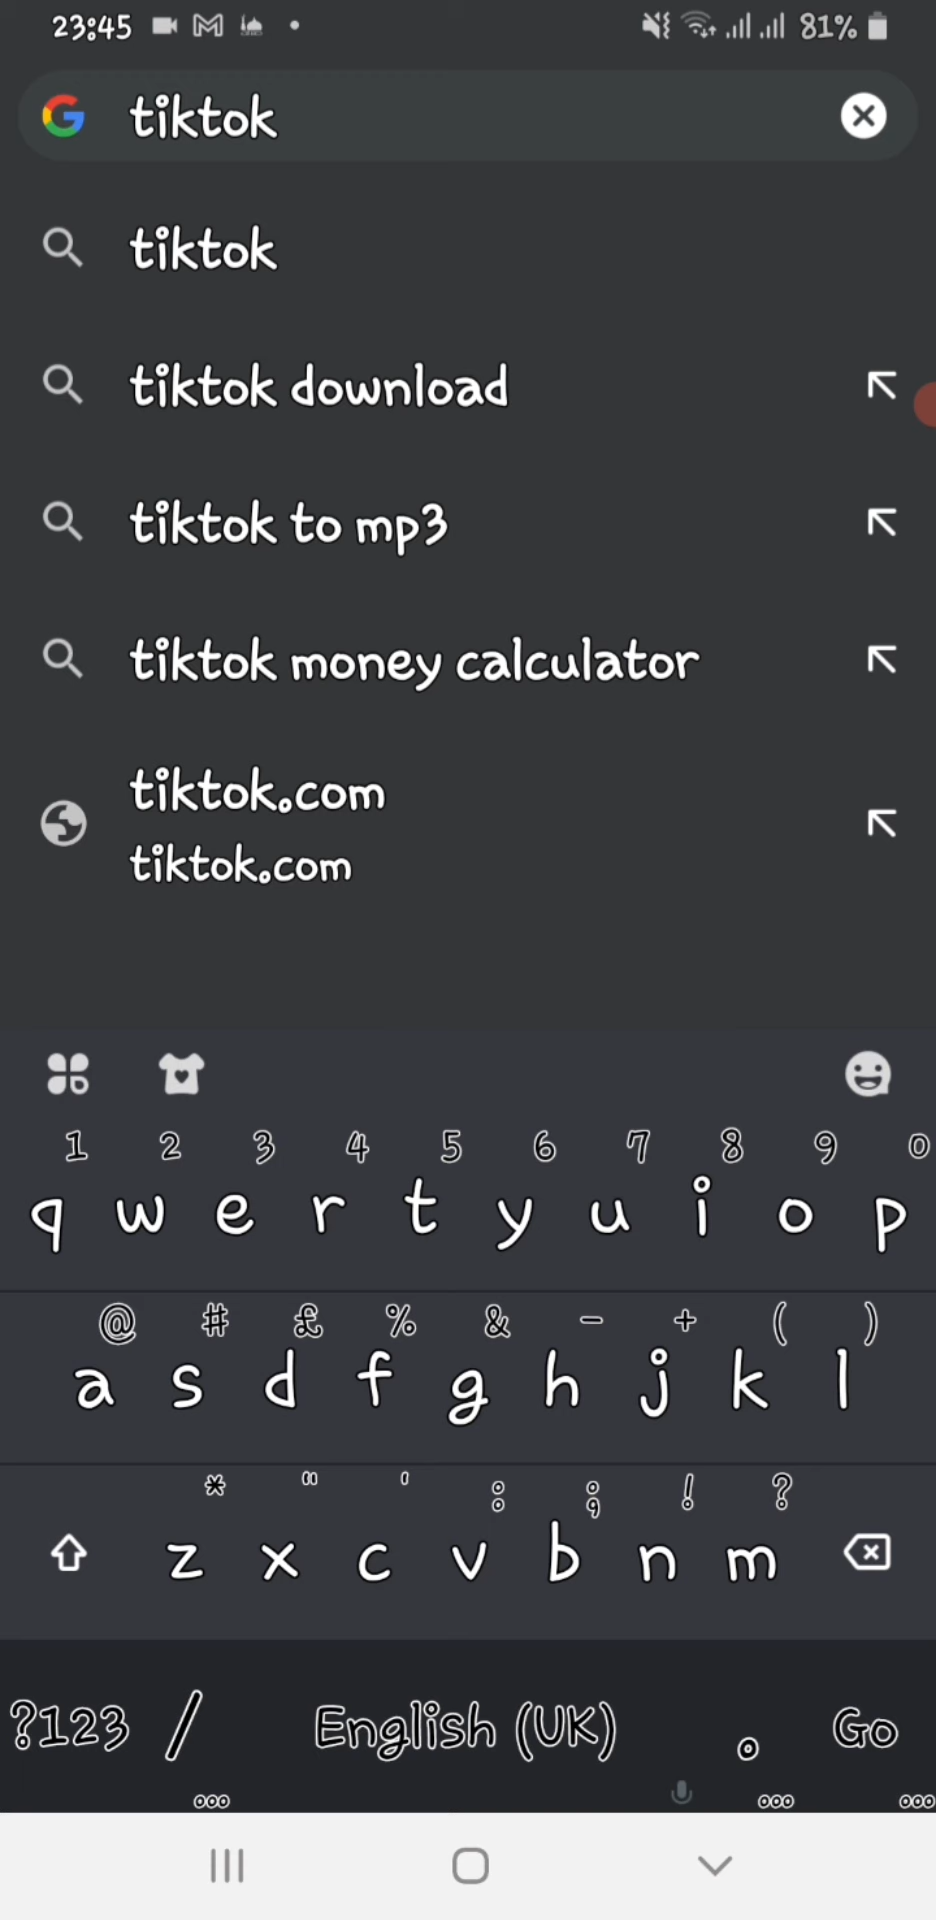 23:45 81%
tiktok
tiktok
tiktok download
tiktok to mp3
tiktok money calculator
tiktok.com
tiktok.com
1 2 3 4 5 6 7 8 9 0
q w e r t y u i o p
@ # £ % & - + ( )
a s d f g h j k l
* " ' : ; ! ?
z x c v b n m
?123 / English (UK) . Go